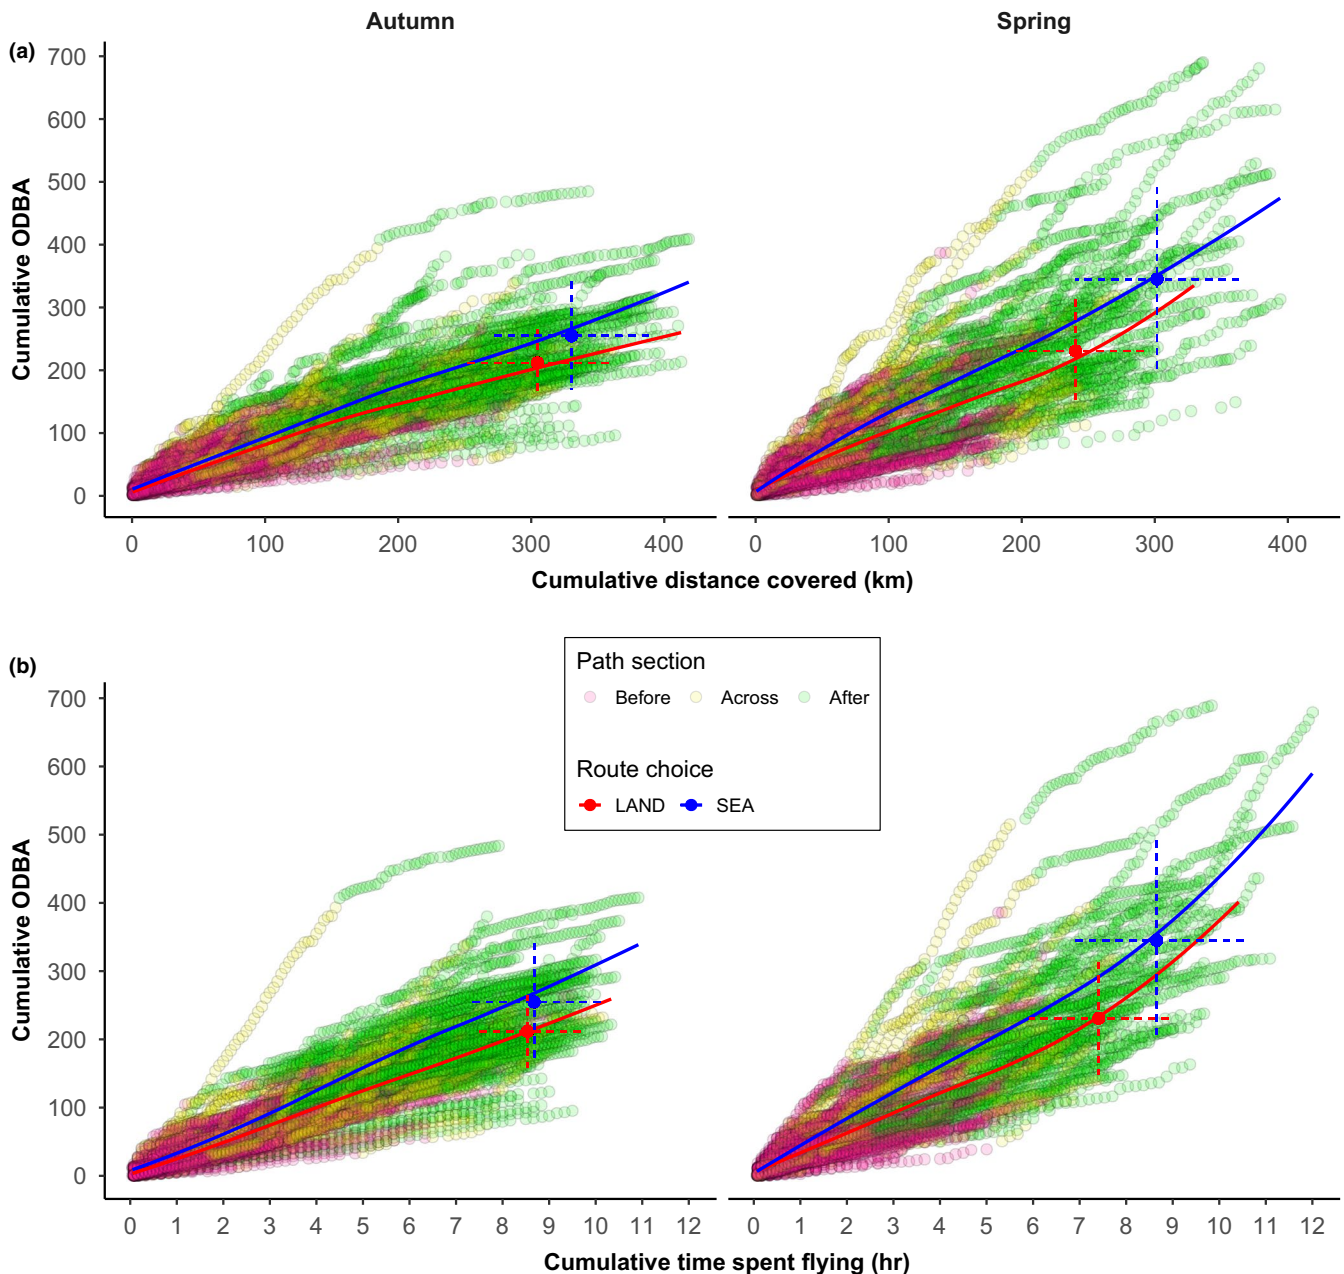 Autumn Spring
(a)
700
600
500
400
300
200
100
0
Cumulative ODBA
0 100 200 300 400 0 100 200 300 400
Cumulative distance covered (km)
Path section
Before Across After
Route choice
LAND SEA
(b)
700
600
500
400
300
200
100
0
Cumulative ODBA
0 1 2 3 4 5 6 7 8 9 10 11 12 0 1 2 3 4 5 6 7 8 9 10 11 12
Cumulative time spent flying (hr)